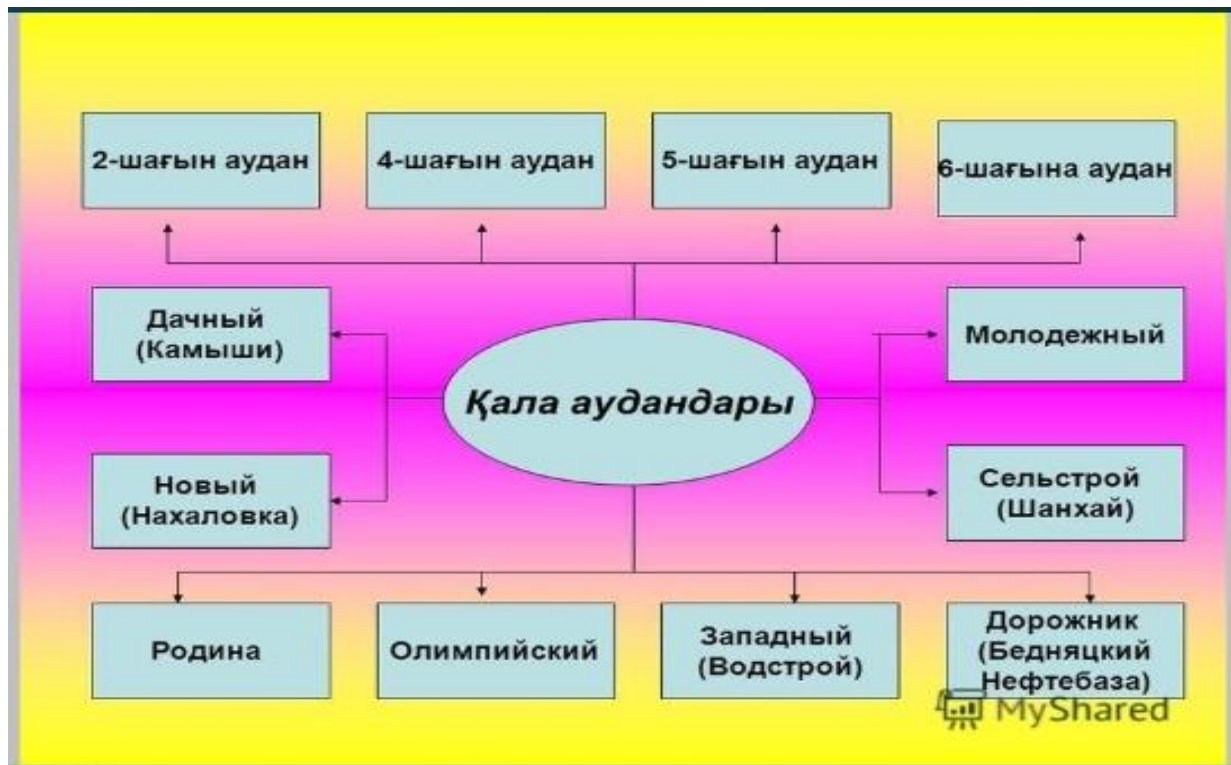 2-шағын аудан
4-шағын аудан
5-шағын аудан
6-шағына аудан
Дачный
(Камыши)
Қала аудандары
Молодежный
Новый
(Нахаловка)
Сельстрой
(Шанхай)
Родина
Олимпийский
Западный
(Водстрой)
Дорожник
(Бедняцкий
Нефтебаза)
MyShared